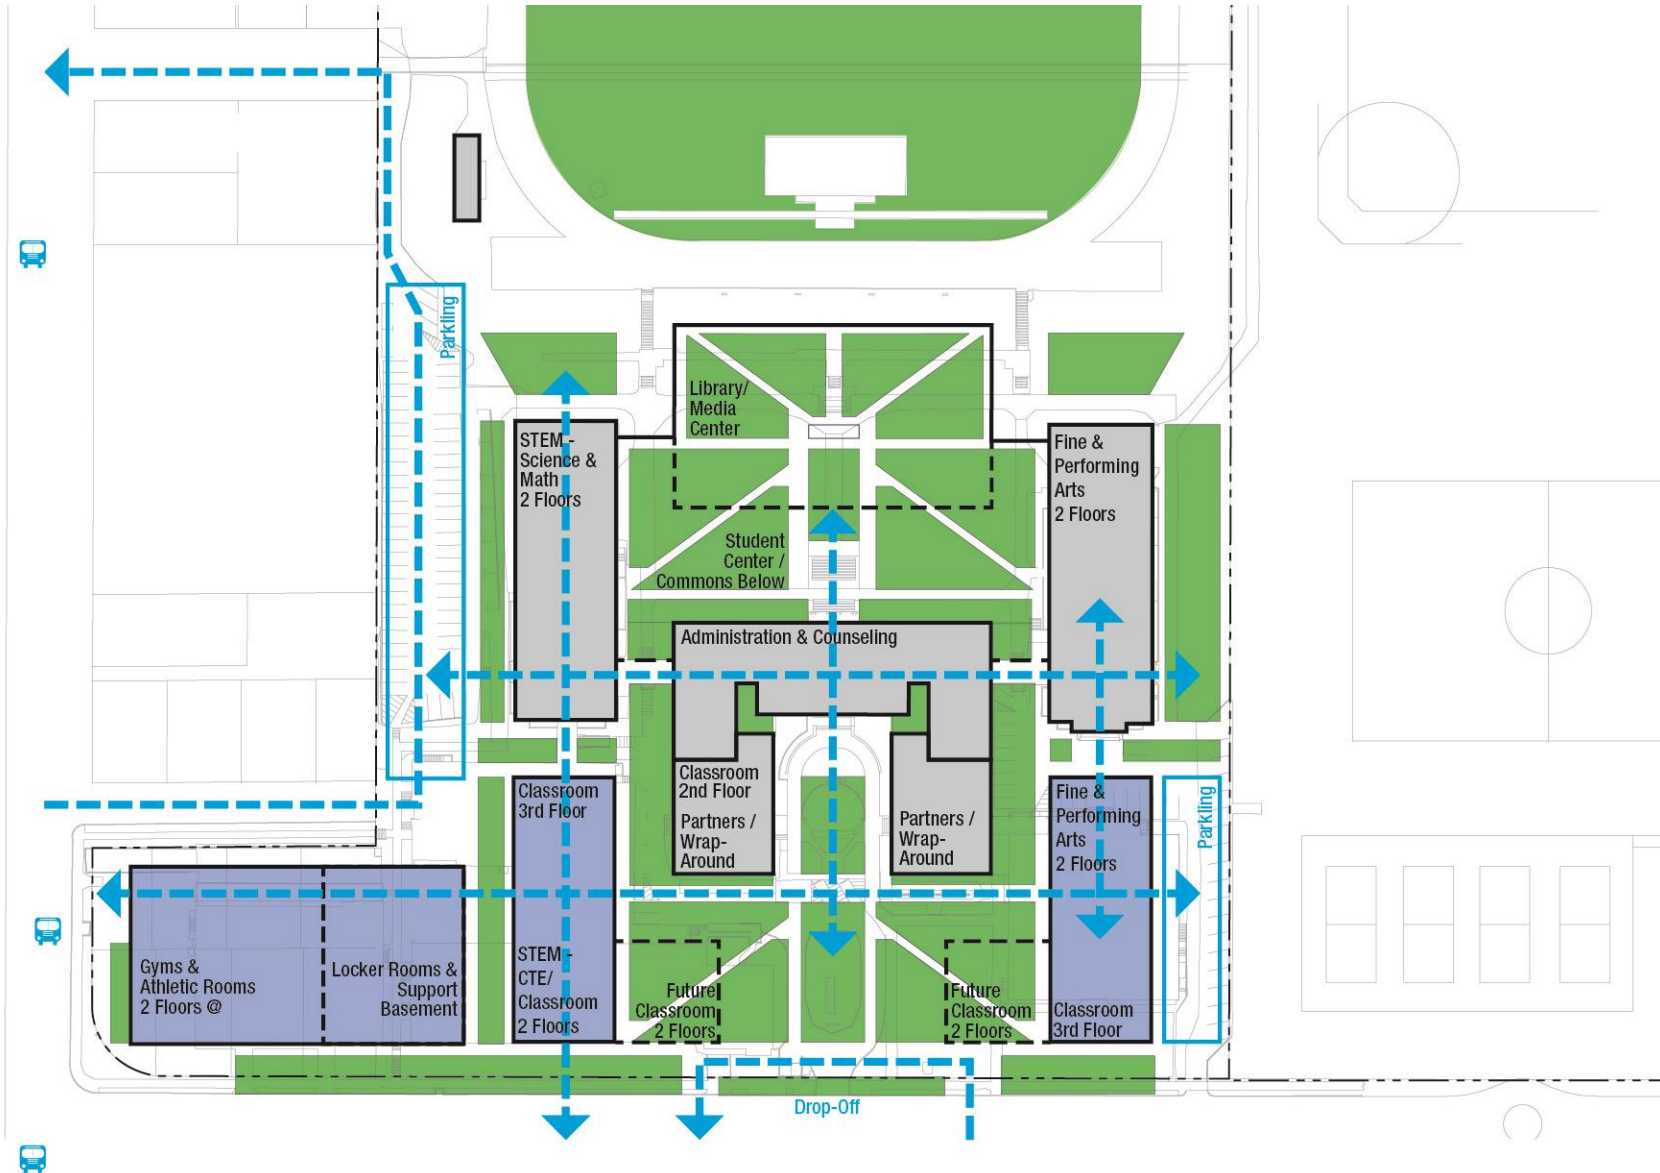 Parkling
Library/
Media
Center
STEM -
Science &
Math
2 Floors
Fine &
Performing
Arts
2 Floors
Student
Center /
Commons Below
Administration & Counseling
Classroom
2nd Floor
Partners /
Wrap-
Around
Partners /
Wrap-
Around
Classroom
3rd Floor
Fine &
Performing
Arts
2 Floors
Parkling
Gyms &
Athletic Rooms
2 Floors @
Locker Rooms &
Support
Basement
STEM -
CTE/
Classroom
2 Floors
Future
Classroom
2 Floors
Future
Classroom
2 Floors
Classroom
3rd Floor
Drop-Off